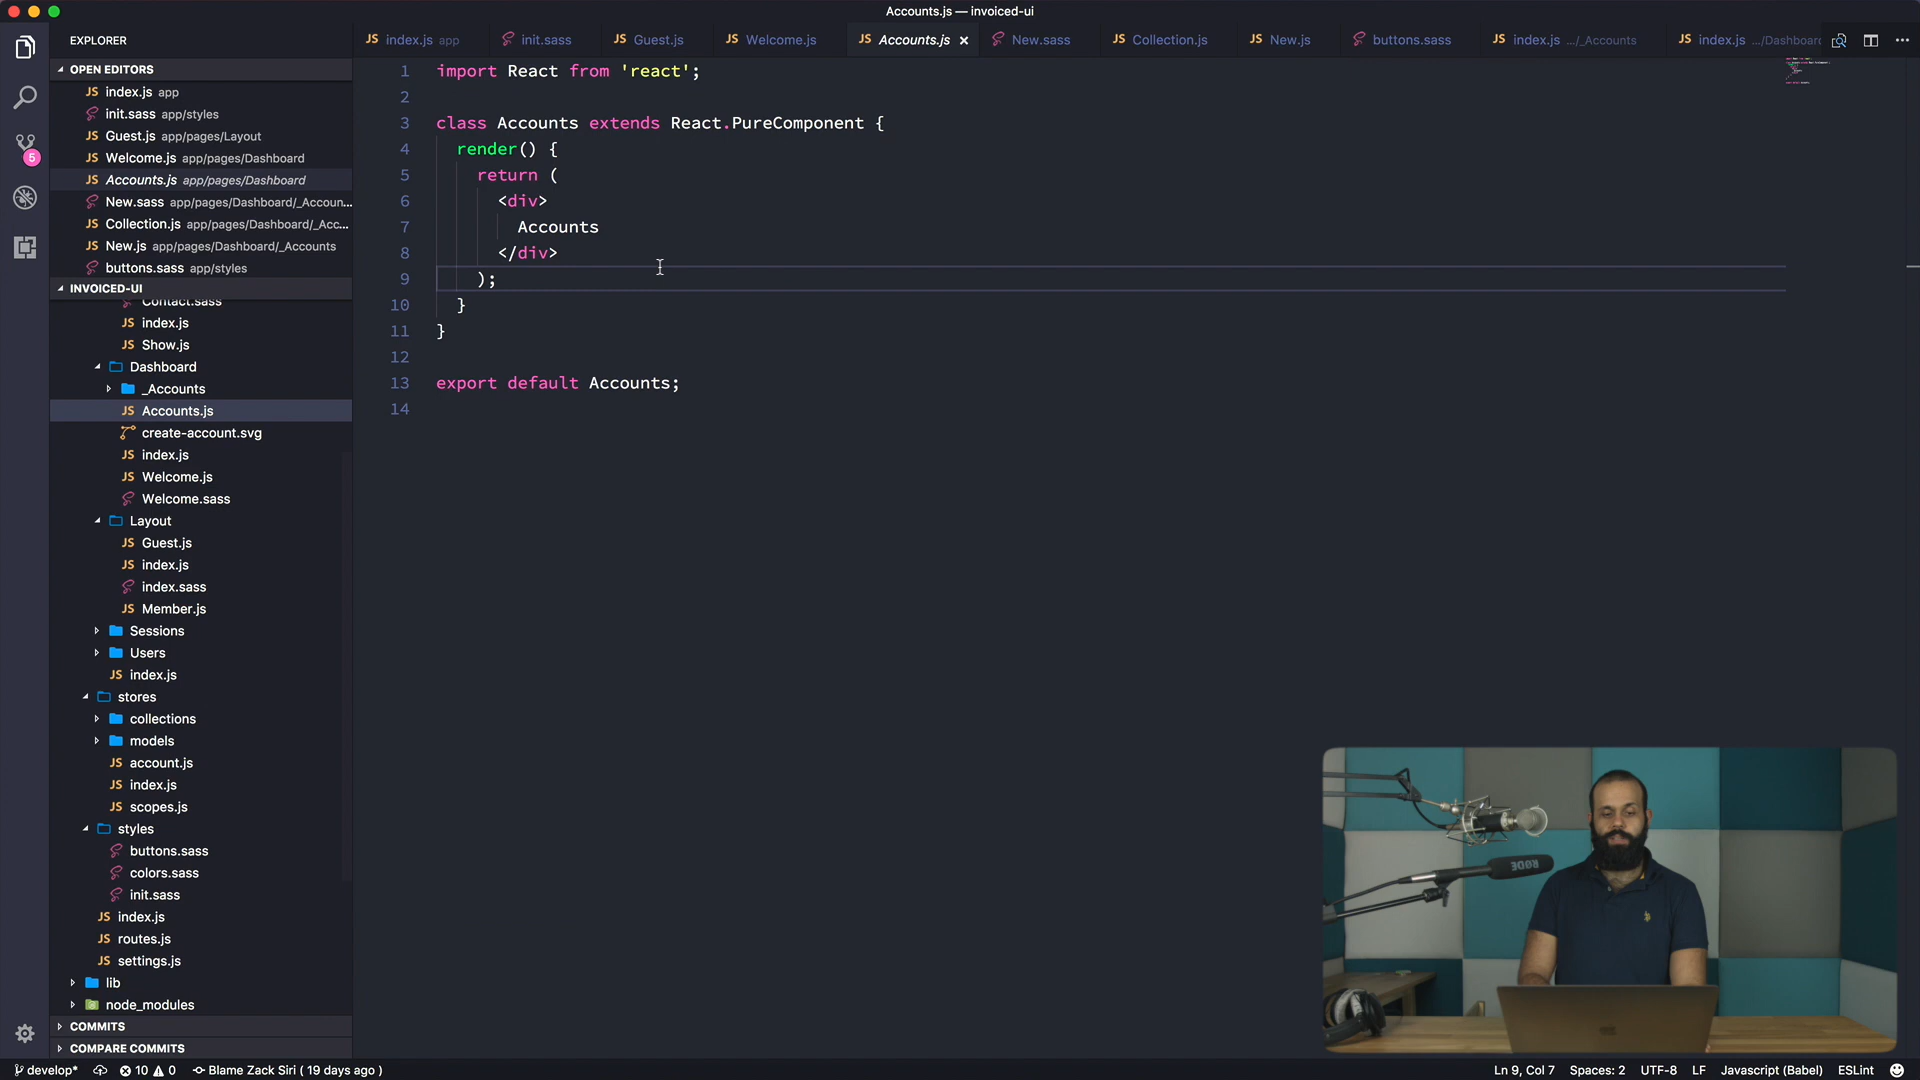 Accounts.js — invoiced-ui
EXPLORER
OPEN EDITORS
JS index.js app
init.sass app/styles
JS Guest.js app/pages/Layout
JS Welcome.js app/pages/Dashboard
JS Accounts.js app/pages/Dashboard
New.sass app/pages/Dashboard/_Accoun...
JS Collection.js app/pages/Dashboard/_Acc...
JS New.js app/pages/Dashboard/_Accounts
buttons.sass app/styles
INVOICED-UI
Contact.sass
JS index.js
JS Show.js
Dashboard
_Accounts
JS Accounts.js
create-account.svg
JS index.js
JS Welcome.js
Welcome.sass
Layout
JS Guest.js
JS index.js
index.sass
JS Member.js
Sessions
Users
JS index.js
stores
collections
models
JS account.js
JS index.js
JS scopes.js
styles
buttons.sass
colors.sass
init.sass
JS index.js
JS routes.js
JS settings.js
lib
node_modules
COMMITS
COMPARE COMMITS
5
JS index.js app
init.sass
JS Guest.js
JS Welcome.js
JS Accounts.js ×
New.sass
JS Collection.js
JS New.js
buttons.sass
JS index.js .../_Accounts
JS index.js .../Dashboard
1 import React from 'react';
2
3 class Accounts extends React.PureComponent {
4 render() {
5 return (
6 <div>
7 Accounts
8 </div>
9 );
10 }
11 }
12
13 export default Accounts;
14
RØDE
develop* 10 0 Blame Zack Siri ( 19 days ago )
Ln 9, Col 7 Spaces: 2 UTF-8 LF Javascript (Babel) ESLint